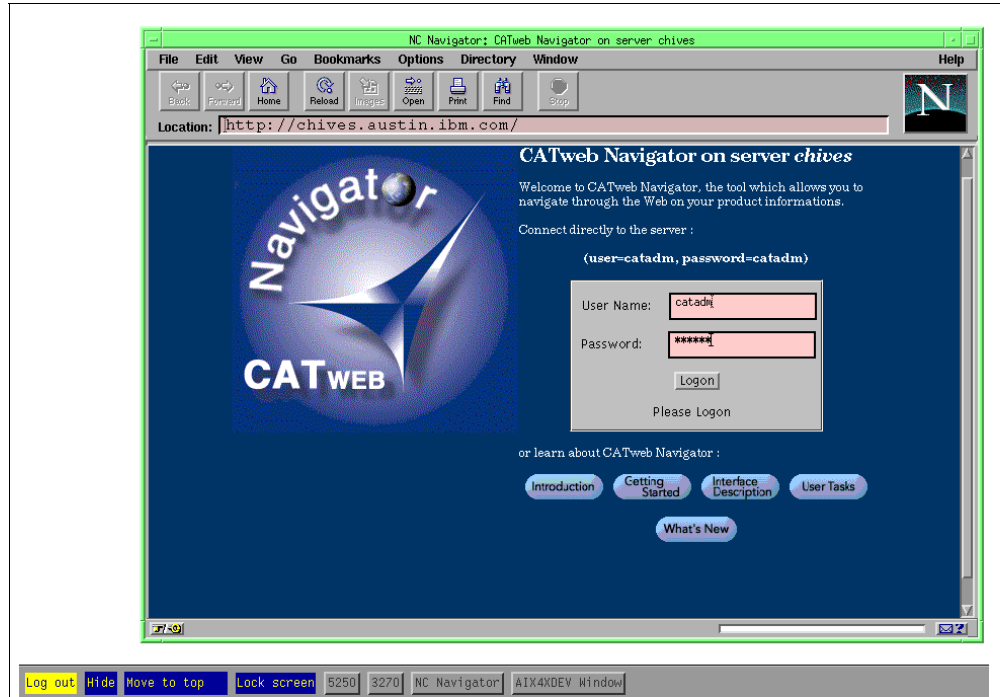 NC Navigator: CATweb Navigator on server chives
File Edit View Go Bookmarks Options Directory Window Help
Back Forward Home Reload Images Open Print Find Stop
N
Location: http://chives.austin.ibm.com/
Navigator
CATWEB
CATweb Navigator on server chives
Welcome to CATweb Navigator, the tool which allows you to
navigate through the Web on your product informations.
Connect directly to the server :
(user=catadm, password=catadm)
User Name: catadm
Password: ******
Logon
Please Logon
or learn about CATweb Navigator :
Introduction Getting Started Interface Description User Tasks
What's New
Log out Hide Move to top Lock screen 5250 3270 NC Navigator AIX4XDEV Window